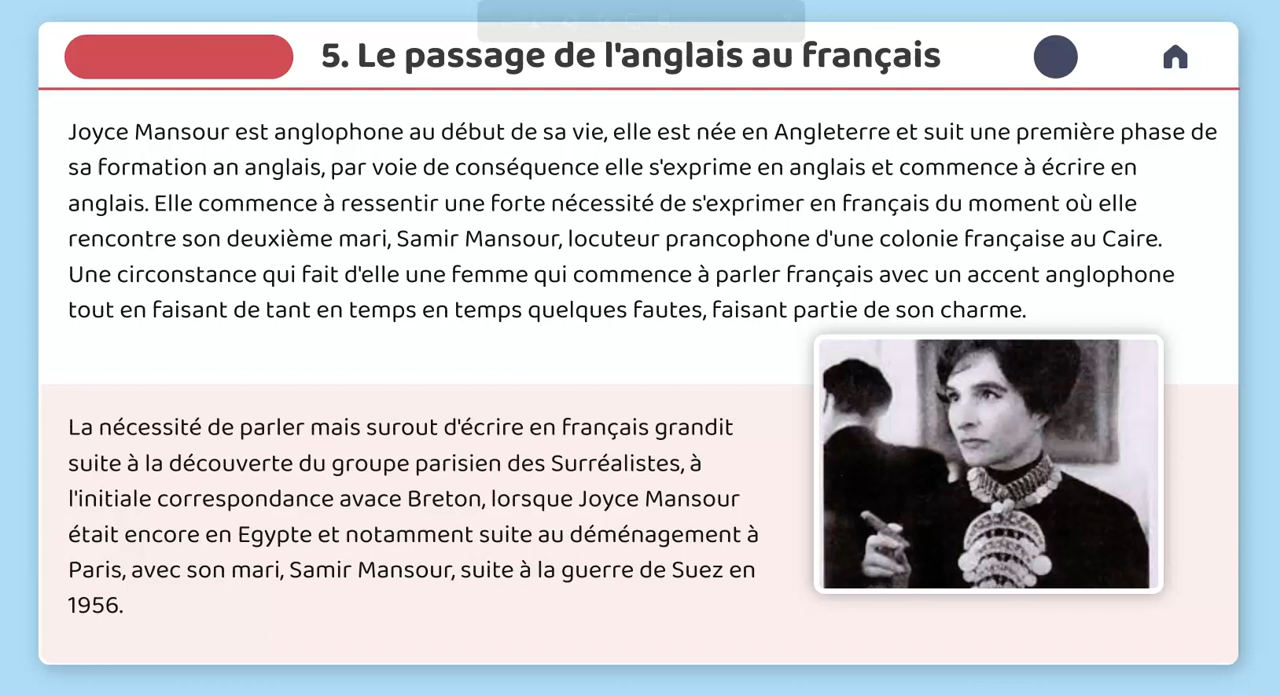 5. Le passage de l'anglais au français
Joyce Mansour est anglophone au début de sa vie, elle est née en Angleterre et suit une première phase de
sa formation an anglais, par voie de conséquence elle s'exprime en anglais et commence à écrire en
anglais. Elle commence à ressentir une forte nécessité de s'exprimer en français du moment où elle
rencontre son deuxième mari, Samir Mansour, locuteur prancophone d'une colonie française au Caire.
Une circonstance qui fait d'elle une femme qui commence à parler français avec un accent anglophone
tout en faisant de tant en temps en temps quelques fautes, faisant partie de son charme.
La nécessité de parler mais surout d'écrire en français grandit
suite à la découverte du groupe parisien des Surréalistes, à
l'initiale correspondance avace Breton, lorsque Joyce Mansour
était encore en Egypte et notamment suite au déménagement à
Paris, avec son mari, Samir Mansour, suite à la guerre de Suez en
1956.